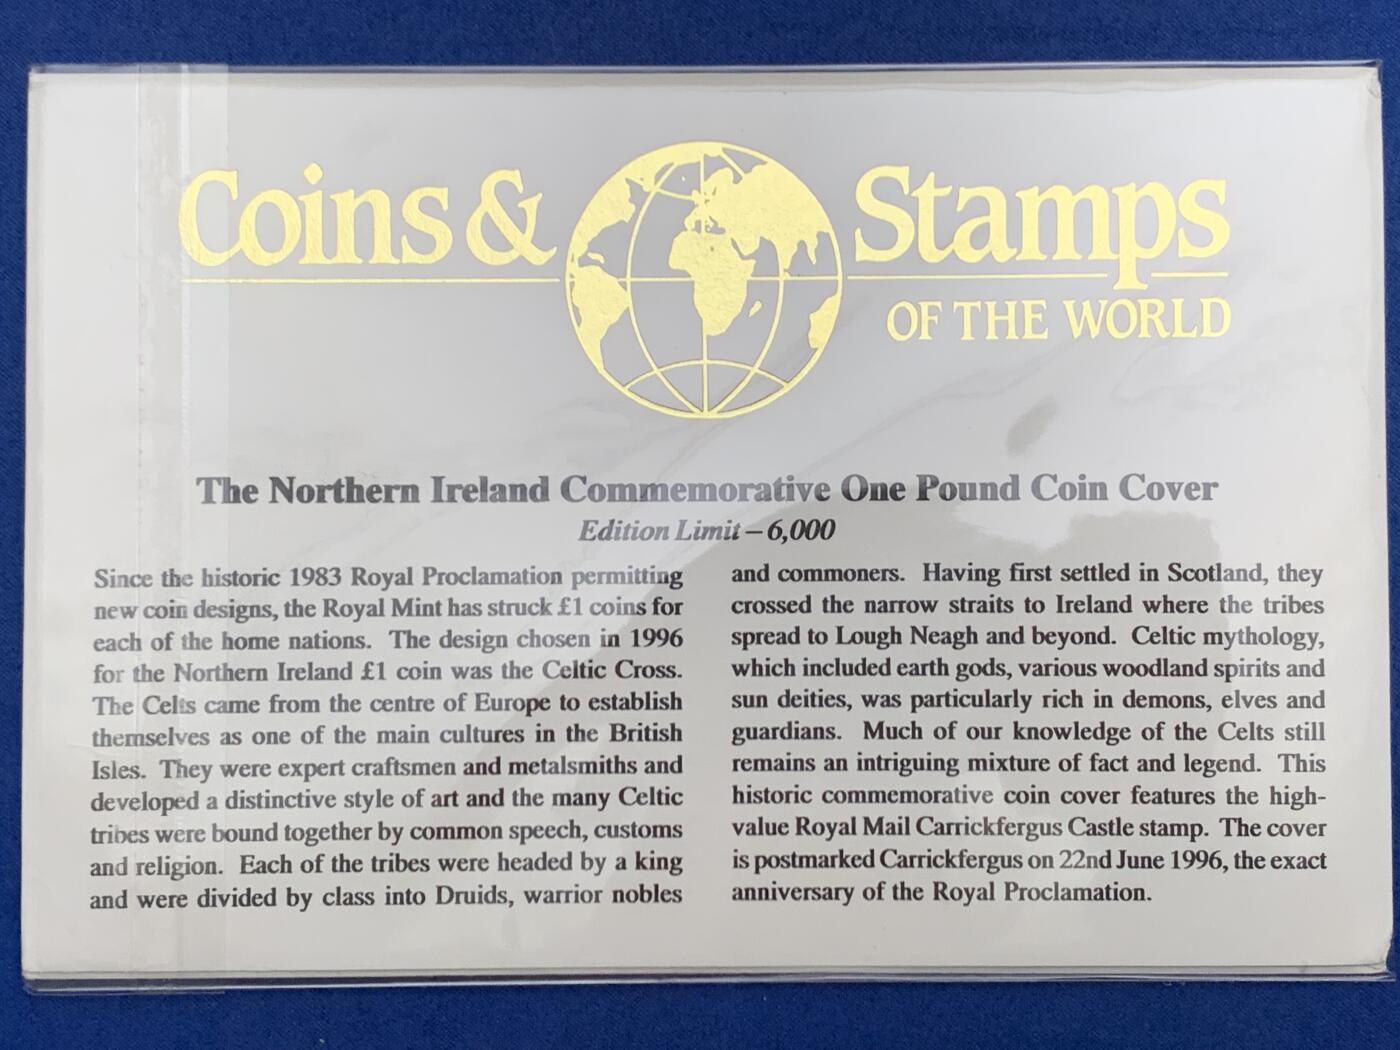 Coins & Stamps
OF THE WORLD
The Northern Ireland Commemorative One Pound Coin Cover
Edition Limit – 6,000
Since the historic 1983 Royal Proclamation permitting
new coin designs, the Royal Mint has struck £1 coins for
each of the home nations. The design chosen in 1996
for the Northern Ireland £1 coin was the Celtic Cross.
The Celts came from the centre of Europe to establish
themselves as one of the main cultures in the British
Isles. They were expert craftsmen and metalsmiths and
developed a distinctive style of art and the many Celtic
tribes were bound together by common speech, customs
and religion. Each of the tribes were headed by a king
and were divided by class into Druids, warrior nobles
and commoners. Having first settled in Scotland, they
crossed the narrow straits to Ireland where the tribes
spread to Lough Neagh and beyond. Celtic mythology,
which included earth gods, various woodland spirits and
sun deities, was particularly rich in demons, elves and
guardians. Much of our knowledge of the Celts still
remains an intriguing mixture of fact and legend. This
historic commemorative coin cover features the high-
value Royal Mail Carrickfergus Castle stamp. The cover
is postmarked Carrickfergus on 22nd June 1996, the exact
anniversary of the Royal Proclamation.